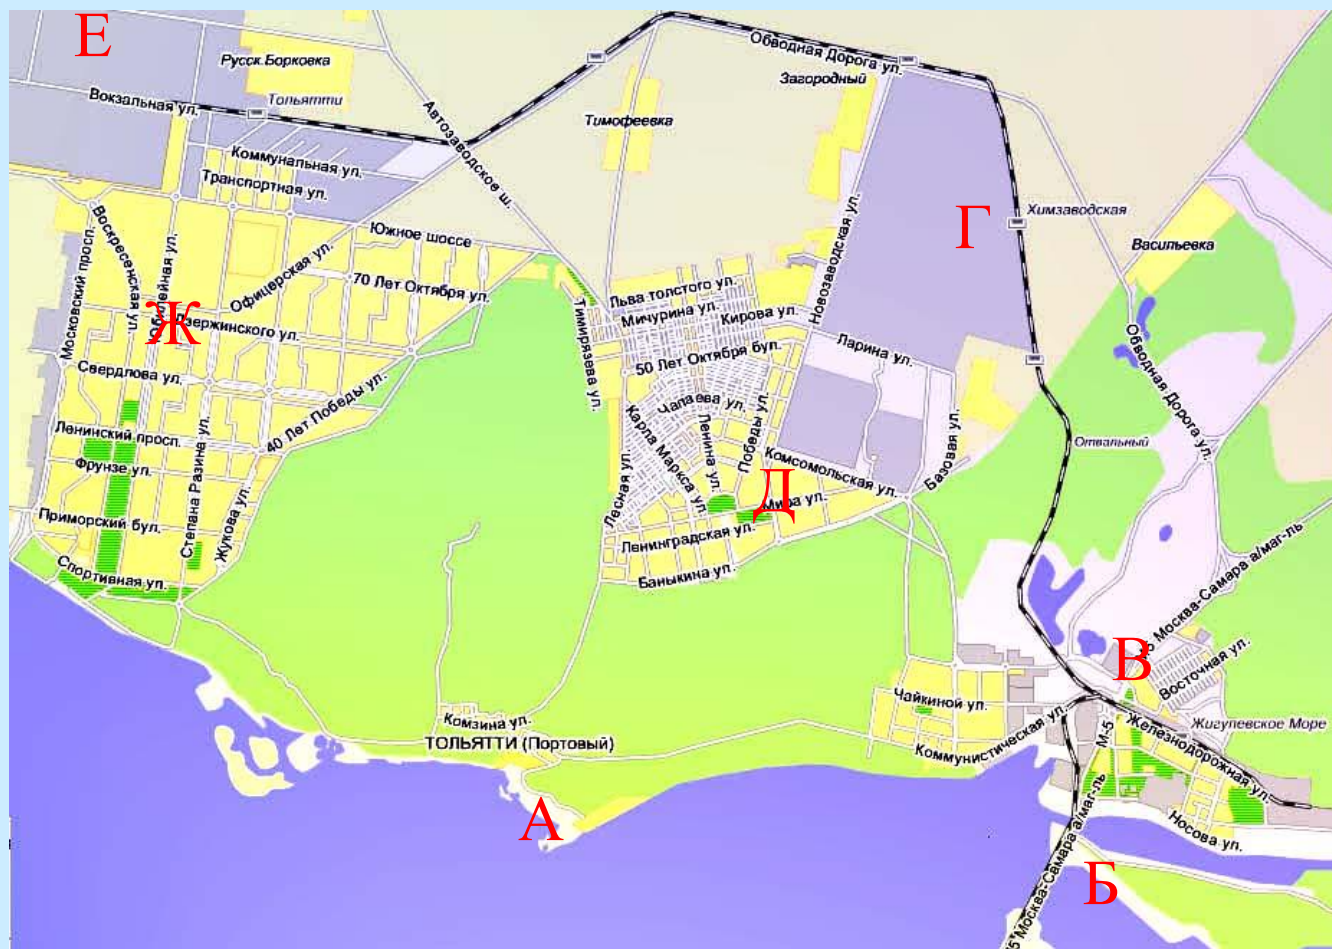 Е
Русск.Борковка
Вокзальная ул.
Тольятти
Автозаводское ш.
Обводная Дорога ул.
Загородный
Тимофеевка
Коммунальная ул.
Транспортная ул.
Южное шоссе
Воскресенская ул.
Московский просп.
Юбилейная ул.
Офицерская ул.
70 Лет Октября ул.
Ж
Дзержинского ул.
Свердлова ул.
40 Лет Победы ул.
Ленинский просп.
Фрунзе ул.
Степана Разина ул.
Жукова ул.
Приморский бул.
Спортивная ул.
Новозаводская ул.
Г
Химзаводская
Васильевка
Льва толстого ул.
Мичурина ул.
Кирова ул.
Тимирязева ул.
50 Лет Октября бул.
Ларина ул.
Обводная Дорога ул.
Чапаева ул.
Карла Маркса ул.
Ленина ул.
Победы ул.
Лесная ул.
Комсомольская ул.
Базовая ул.
Отвальный
Д
Мира ул.
Ленинградская ул.
Баныкина ул.
Москва-Самара а/маг-ль
В
Восточная ул.
Чайкиной ул.
Комзина ул.
ТОЛЬЯТТИ (Портовый)
Коммунистическая ул.
М-5
Железнодорожная ул.
Жигулевское Море
Носова ул.
А
Б
5 Москва-Самара а/маг-ль